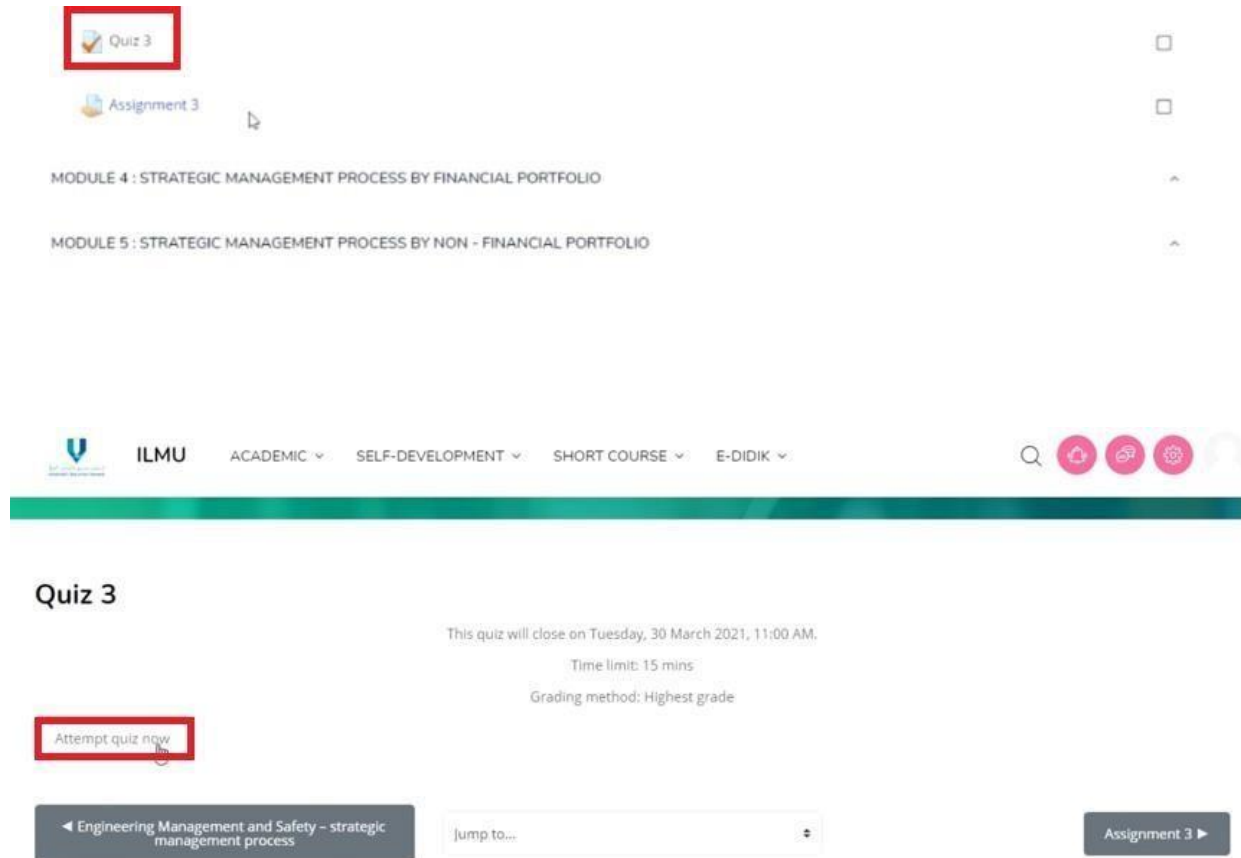 Quiz 3
Assignment 3
MODULE 4 : STRATEGIC MANAGEMENT PROCESS BY FINANCIAL PORTFOLIO
MODULE 5 : STRATEGIC MANAGEMENT PROCESS BY NON - FINANCIAL PORTFOLIO
ILMU ACADEMIC SELF-DEVELOPMENT SHORT COURSE E-DIDIK
Quiz 3
This quiz will close on Tuesday, 30 March 2021, 11:00 AM.
Time limit: 15 mins
Grading method: Highest grade
Attempt quiz now
◄ Engineering Management and Safety – strategic
management process
Jump to...
Assignment 3 ►